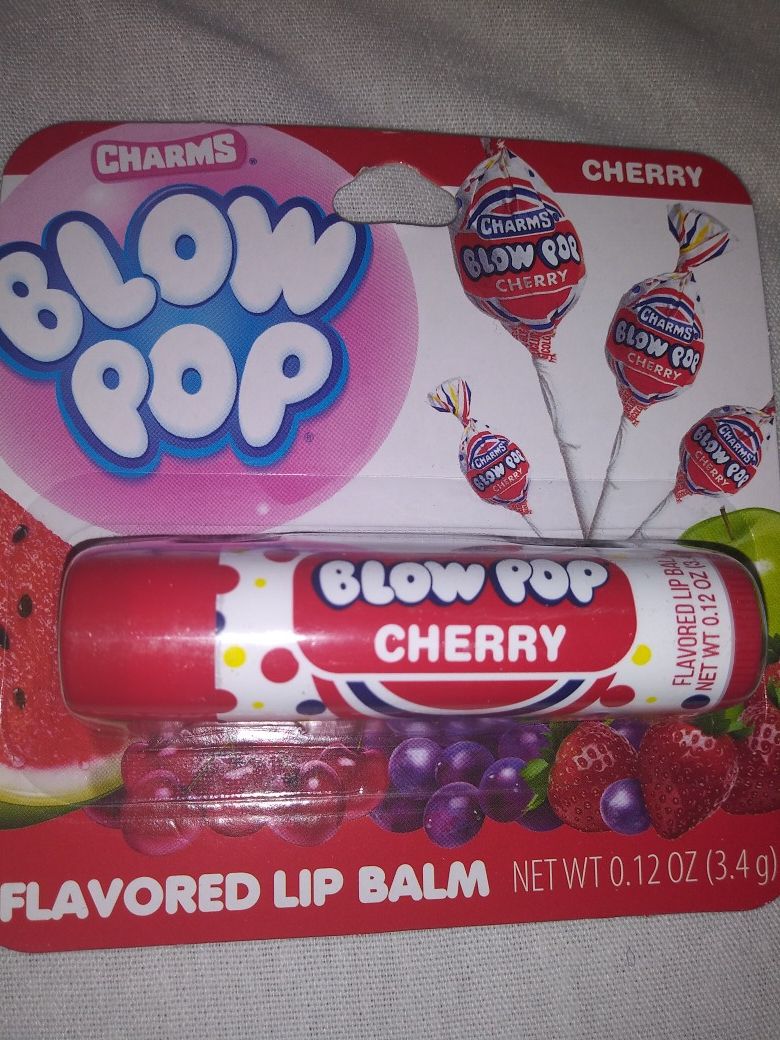 CHARMS®
BLOW
POP®
CHERRY
CHARMS
BLOW POP
CHERRY
CHARMS
BLOW POP
CHERRY
CHARMS
BLOW POP
CHERRY
CHARMS
BLOW POP
CHERRY
BLOW POP
CHERRY
FLAVORED LIP BAL
NET WT 0.12 OZ (3
FLAVORED LIP BALM
NET WT 0.12 OZ (3.4 g)